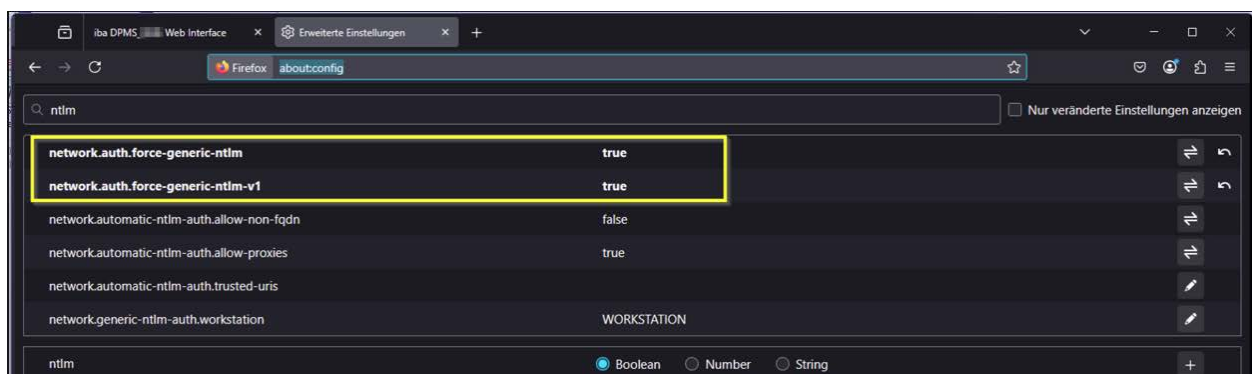 iba DPMS_ Web Interface
Erweiterte Einstellungen
Firefox about:config
ntlm
Nur veränderte Einstellungen anzeigen
network.auth.force-generic-ntlm true
network.auth.force-generic-ntlm-v1 true
network.automatic-ntlm-auth.allow-non-fqdn false
network.automatic-ntlm-auth.allow-proxies true
network.automatic-ntlm-auth.trusted-uris
network.generic-ntlm-auth.workstation WORKSTATION
ntlm Boolean Number String